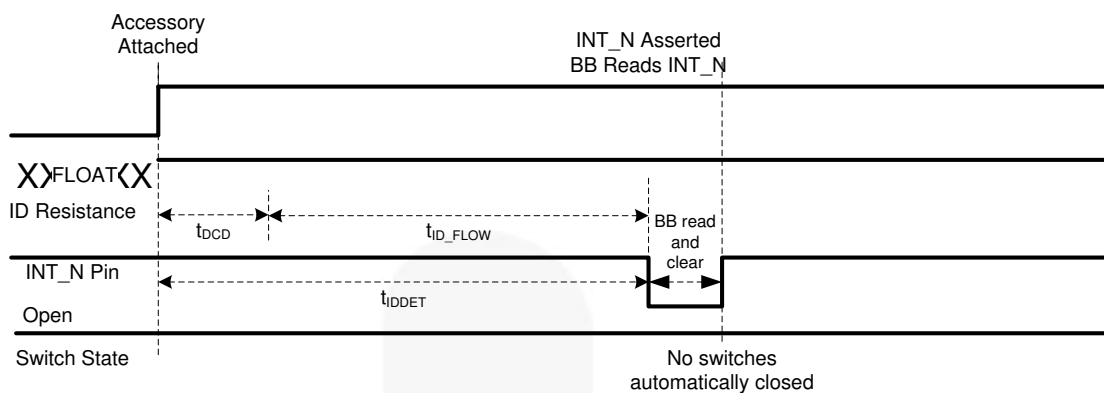 Accessory
Attached
INT_N Asserted
BB Reads INT_N
X>FLOAT<X
ID Resistance
tDCD
tID_FLOW
BB read
and
clear
INT_N Pin
tIDDET
Open
Switch State
No switches
automatically closed